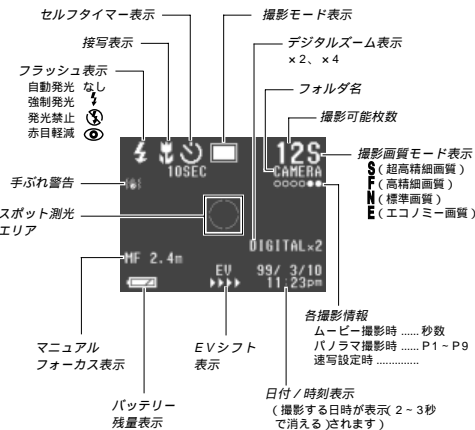 セルフタイマー表示
撮影モード表示
接写表示
デジタルズーム表示
×2、×4
フラッシュ表示
自動発光 なし
強制発光
発光禁止
赤目軽減
フォルダ名
撮影可能枚数
撮影画質モード表示
S(超高精細画質)
F(高精細画質)
N(標準画質)
E(エコノミー画質)
12S
10SEC
CAMERA
手ぶれ警告
スポット測光
エリア
DIGITAL×2
MF 2.4m
EV
99/ 3/10
11:23pm
各撮影情報
ムービー撮影時 ...... 秒数
パノラマ撮影時 ...... P1~P9
速写設定時 ..............
マニュアル
フォーカス表示
EVシフト
表示
バッテリー
残量表示
日付/時刻表示
(撮影する日時が表示(2~3秒
で消える)されます)